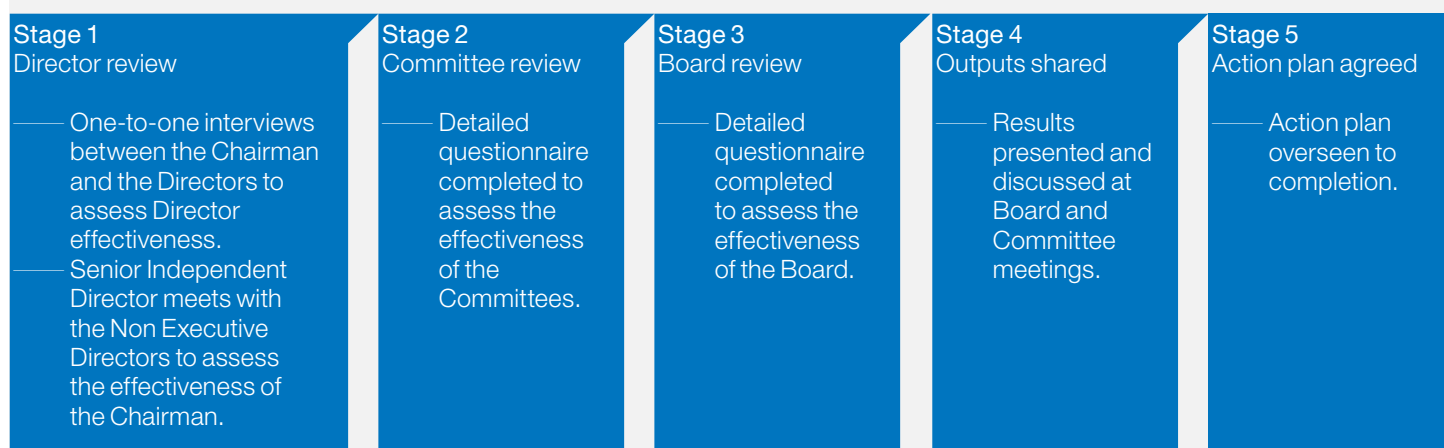 Stage 1
Director review
One-to-one interviews
between the Chairman
and the Directors to
assess Director
effectiveness.
Senior Independent
Director meets with
the Non Executive
Directors to assess
the effectiveness of
the Chairman.
Stage 2
Committee review
Detailed
questionnaire
completed to
assess the
effectiveness
of the
Committees.
Stage 3
Board review
Detailed
questionnaire
completed
to assess the
effectiveness
of the Board.
Stage 4
Outputs shared
Results
presented and
discussed at
Board and
Committee
meetings.
Stage 5
Action plan agreed
Action plan
overseen to
completion.